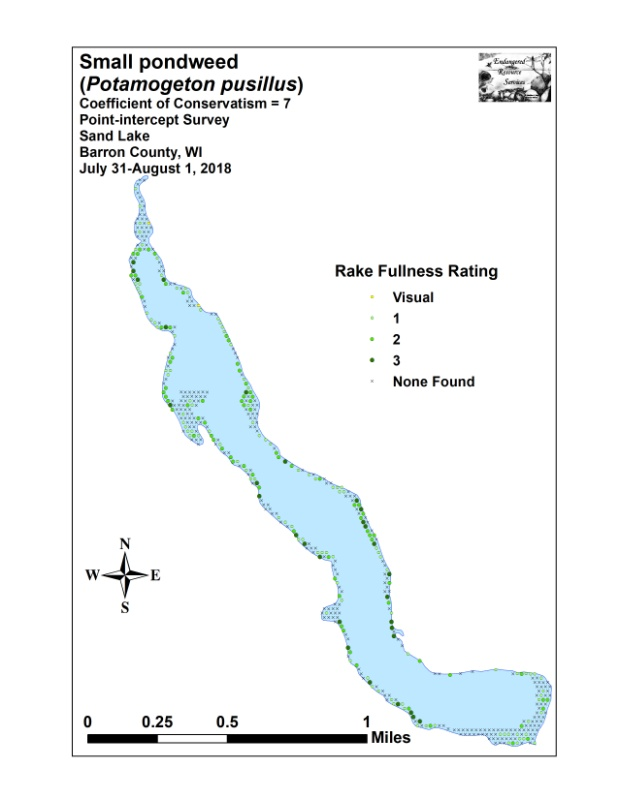 Small pondweed
(Potamogeton pusillus)
Coefficient of Conservatism = 7
Point-intercept Survey
Sand Lake
Barron County, WI
July 31-August 1, 2018
Endangered
Resource
Services
Rake Fullness Rating
Visual
1
2
3
None Found
N
W E
S
0 0.25 0.5 1
Miles